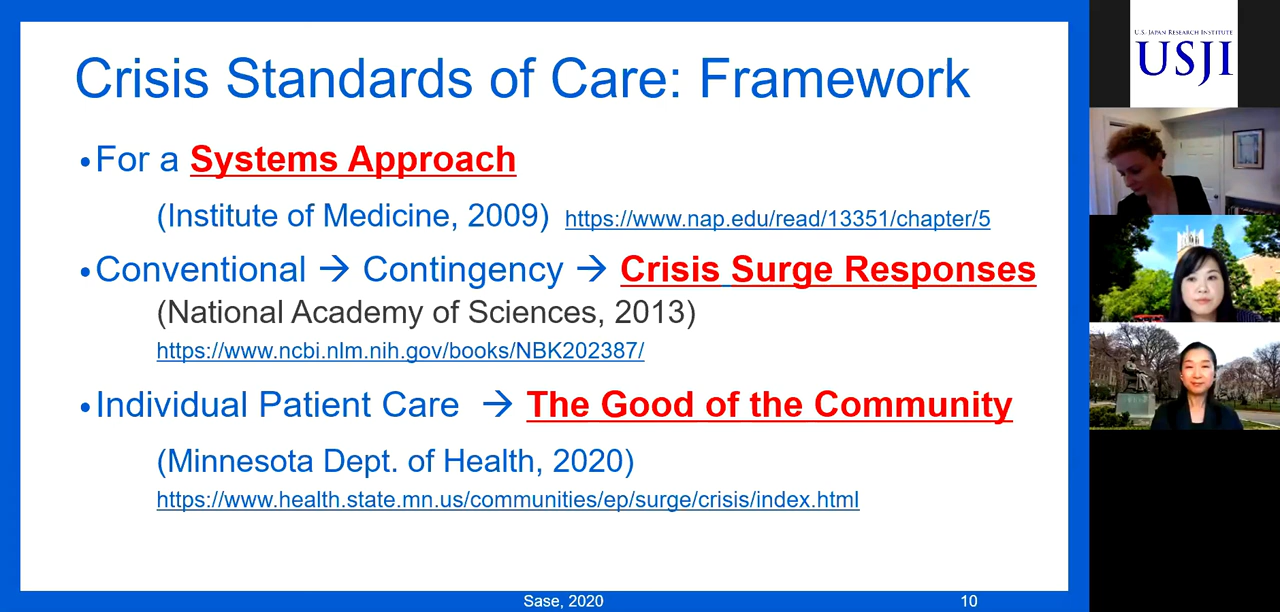 Crisis Standards of Care: Framework
•For a Systems Approach
(Institute of Medicine, 2009) https://www.nap.edu/read/13351/chapter/5
•Conventional → Contingency → Crisis Surge Responses
(National Academy of Sciences, 2013)
https://www.ncbi.nlm.nih.gov/books/NBK202387/
•Individual Patient Care → The Good of the Community
(Minnesota Dept. of Health, 2020)
https://www.health.state.mn.us/communities/ep/surge/crisis/index.html
Sase, 2020
10
U.S. JAPAN RESEARCH INSTITUTE
USJI